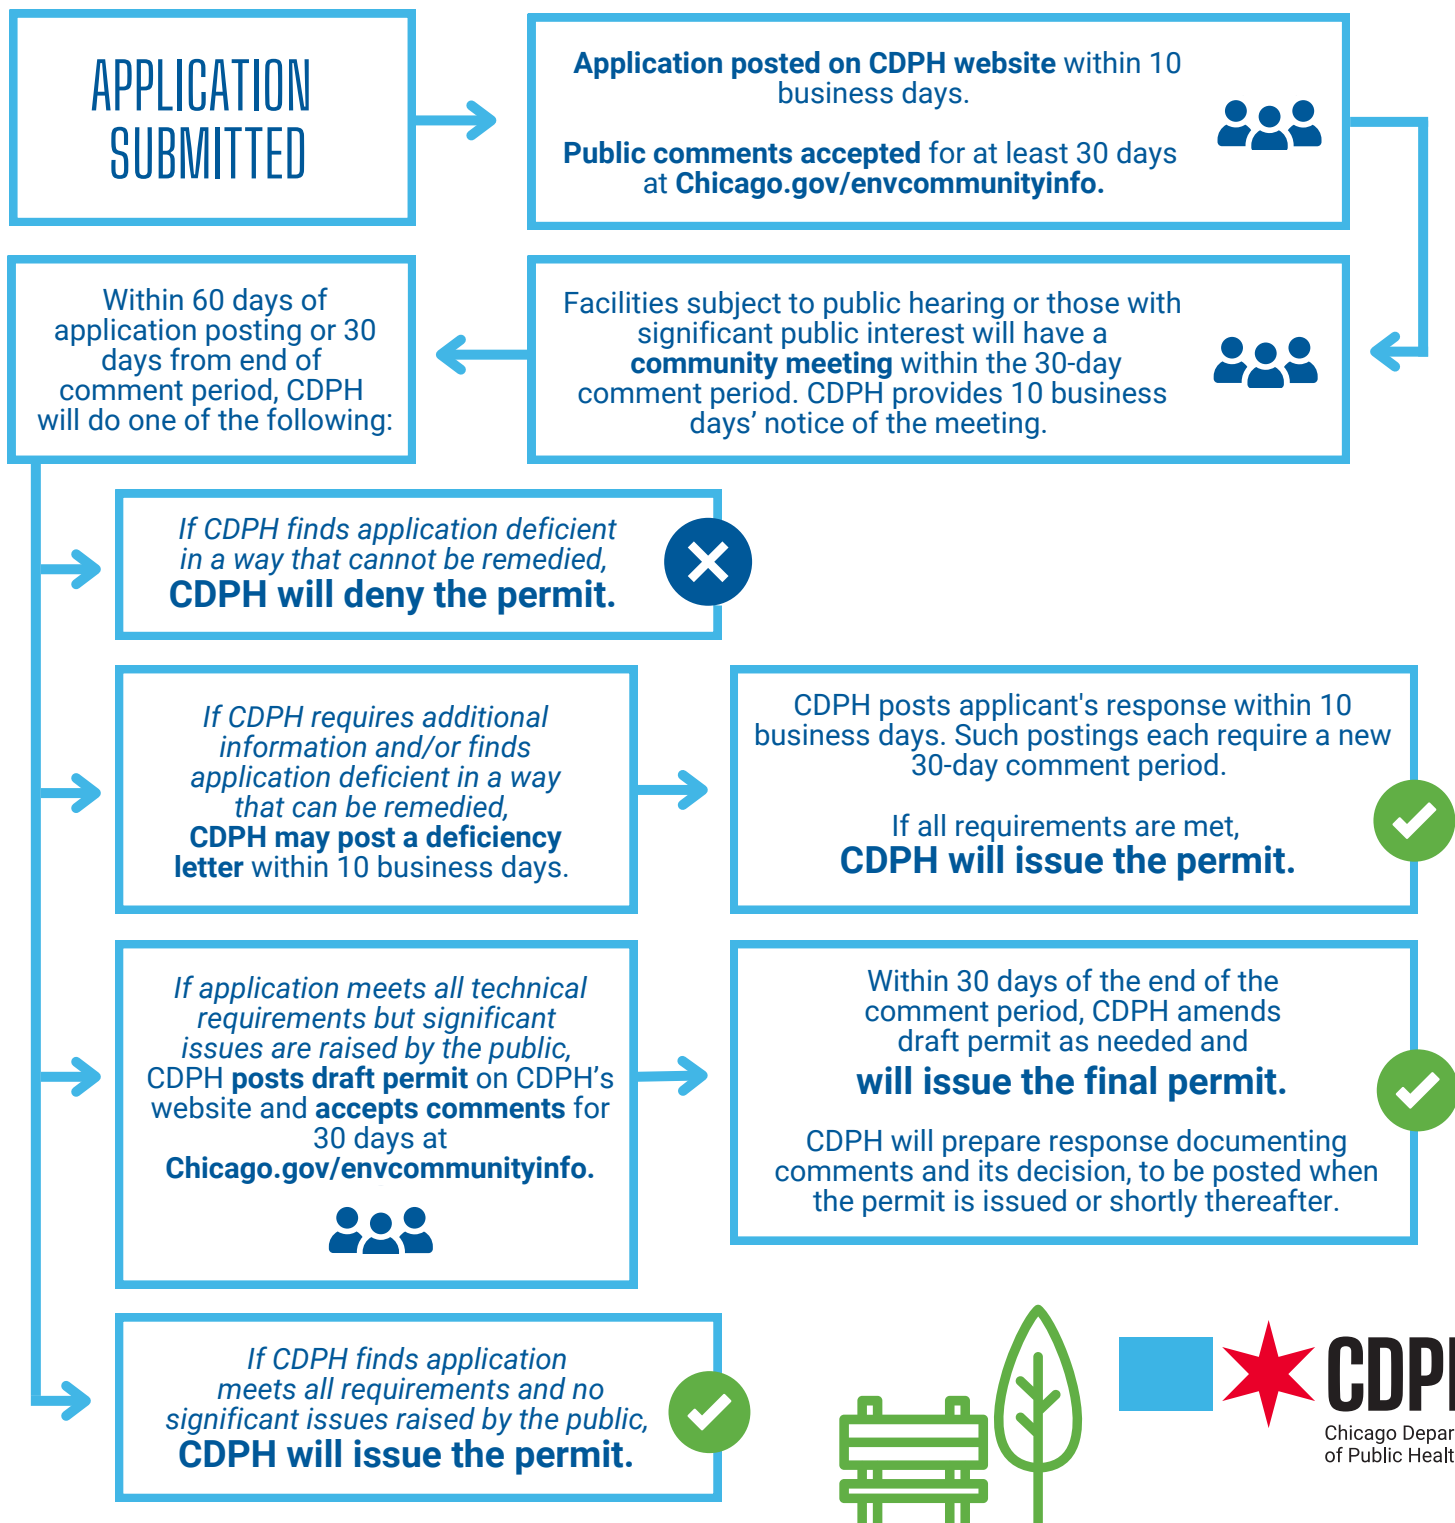 APPLICATION
SUBMITTED
Application posted on CDPH website within 10
business days.
Public comments accepted for at least 30 days
at Chicago.gov/envcommunityinfo.
Facilities subject to public hearing or those with
significant public interest will have a
community meeting within the 30-day
comment period. CDPH provides 10 business
days’ notice of the meeting.
Within 60 days of
application posting or 30
days from end of
comment period, CDPH
will do one of the following:
If CDPH finds application deficient
in a way that cannot be remedied,
CDPH will deny the permit.
If CDPH requires additional
information and/or finds
application deficient in a way
that can be remedied,
CDPH may post a deficiency
letter within 10 business days.
CDPH posts applicant's response within 10
business days. Such postings each require a new
30-day comment period.
If all requirements are met,
CDPH will issue the permit.
If application meets all technical
requirements but significant
issues are raised by the public,
CDPH posts draft permit on CDPH’s
website and accepts comments for
30 days at
Chicago.gov/envcommunityinfo.
Within 30 days of the end of the
comment period, CDPH amends
draft permit as needed and
will issue the final permit.
CDPH will prepare response documenting
comments and its decision, to be posted when
the permit is issued or shortly thereafter.
If CDPH finds application
meets all requirements and no
significant issues raised by the public,
CDPH will issue the permit.
CDPH
Chicago Depar
of Public Healt